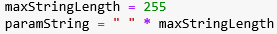 maxStringLength = 255
paramString = " " * maxStringLength